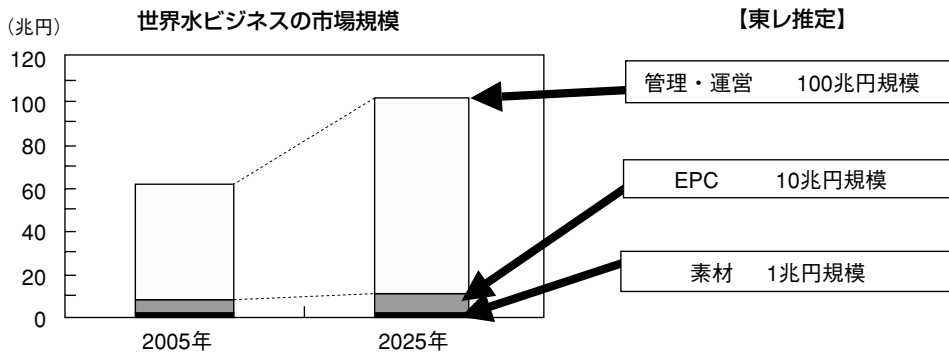 世界水ビジネスの市場規模
【東レ推定】
（兆円）
120
100
80
60
40
20
0
2005年
2025年
管理・運営 100兆円規模
EPC 10兆円規模
素材 1兆円規模